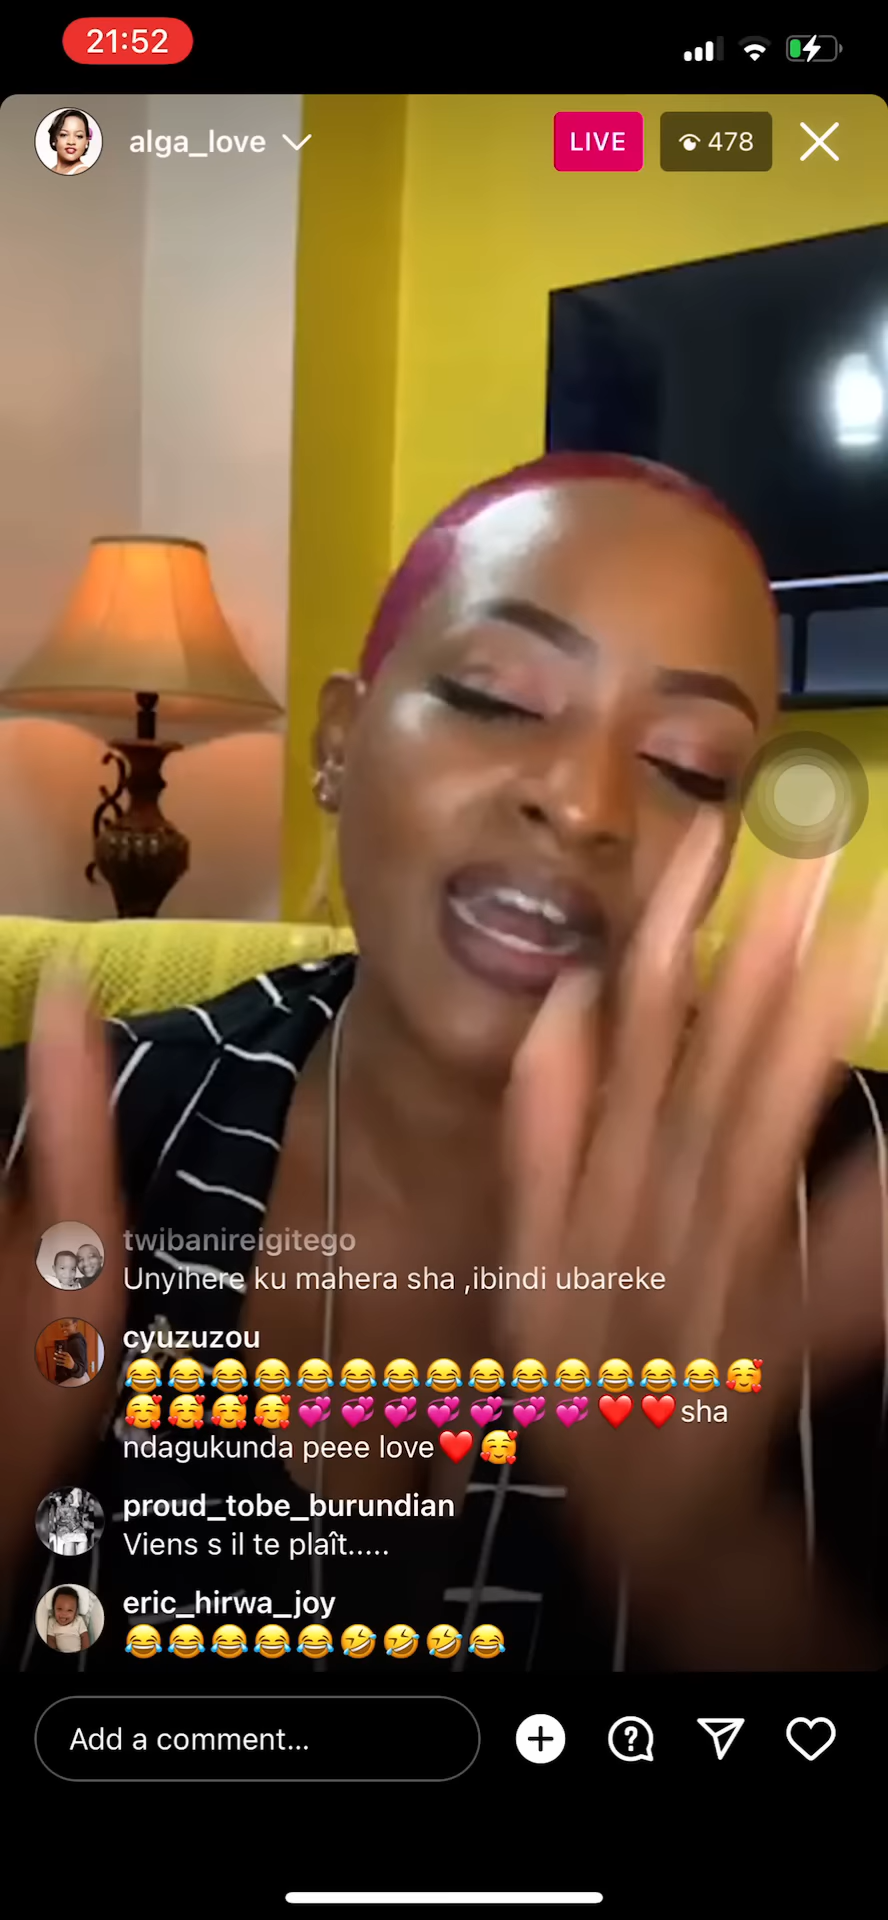 21:52
alga_love
LIVE
478
twibanireigitego
Unyihere ku mahera sha ,ibindi ubareke
cyuzuzou
😂😂😂😂😂😂😂😂😂😂😂😂😂😂🥰
🥰🥰🥰🥰💞💞💞💞💞💞💞❤️❤️sha
ndagukunda peee love❤️🥰
proud_tobe_burundian
Viens s il te plaît.....
eric_hirwa_joy
😂😂😂😂😂🤣🤣🤣😂
Add a comment...